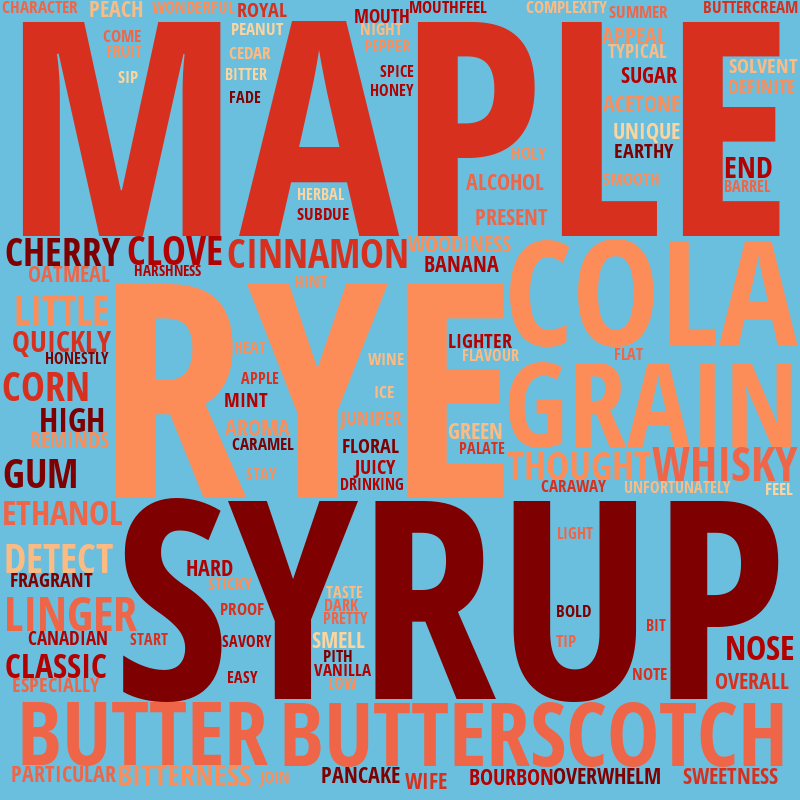 CHARACTER PEACH WONDERFUL ROYAL MOUTH MOUTHFEEL COMPLEXITY SUMMER BUTTERCREAM
COME PEANUT NIGHT APPEAL
FRUIT CEDAR PEPPER TYPICAL
SIP BITTER SPICE SUGAR SOLVENT
FADE HONEY ACETONE DEFINITE
MAPLE
UNIQUE
HOLY EARTHY
HERBAL ALCOHOL SMOOTH END
SUBDUE PRESENT BARREL
CHERRY CLOVE CINNAMON WOODINESS
OATMEAL HARSHNESS HINT BANANA
COLA
LITTLE
RYE
QUICKLY HEAT LIGHTER
HONESTLY WINE FLAVOUR FLAT
CORN APPLE ICE GRAIN
HIGH MINT JUNIPER
REMINDS AROMA GREEN
CARAMEL FLORAL PALATE
GUM STAY JUICY THOUGHT WHISKY
DRINKING CARAWAY UNFORTUNATELY FEEL
ETHANOL
SYRUP
LIGHT
DETECT HARD
FRAGRANT STICKY TASTE
LINGER PROOF DARK BOLD
PRETTY BIT
CANADIAN START SAVORY SMELL TIP NOSE
CLASSIC PITH
EASY VANILLA NOTE OVERALL
ESPECIALLY LOW
BUTTER BUTTERSCOTCH
PARTICULAR BITTERNESS JOIN PANCAKE WIFE BOURBON OVERWHELM SWEETNESS